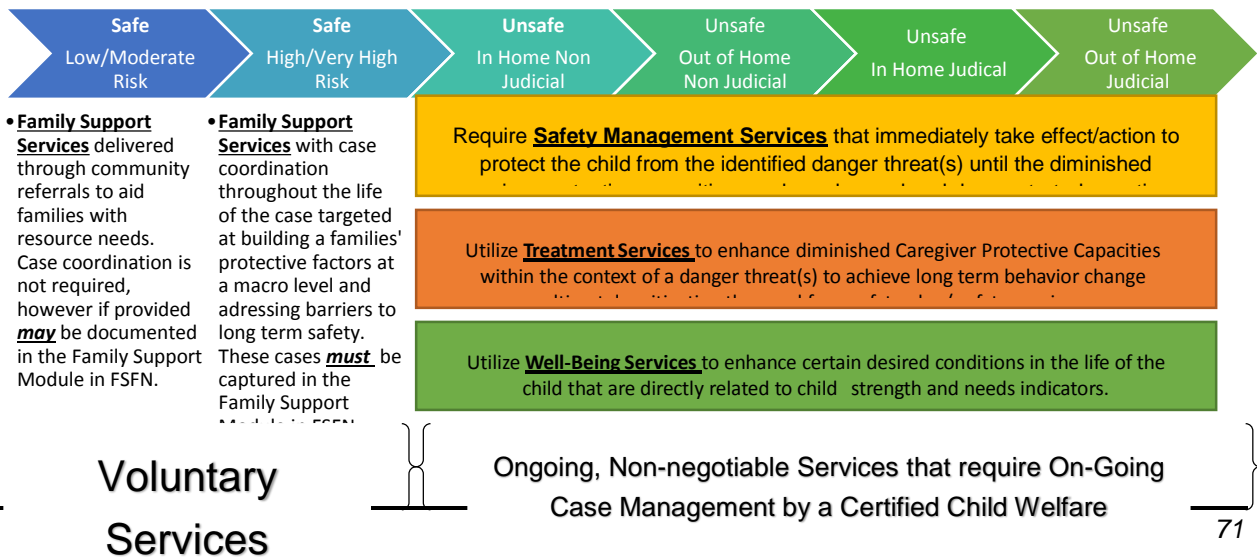 Safe
Low/Moderate
Risk
Safe
High/Very High
Risk
Unsafe
In Home Non
Judicial
Unsafe
Out of Home
Non Judicial
Unsafe
In Home Judical
Unsafe
Out of Home
Judicial
•Family Support
Services delivered
through community
referrals to aid
families with
resource needs.
Case coordination is
not required,
however if provided
may be documented
in the Family Support
Module in FSFN.
•Family Support
Services with case
coordination
throughout the life
of the case targeted
at building a families'
protective factors at
a macro level and
adressing barriers to
long term safety.
These cases must be
captured in the
Family Support
Require Safety Management Services that immediately take effect/action to
protect the child from the identified danger threat(s) until the diminished
Utilize Treatment Services to enhance diminished Caregiver Protective Capacities
within the context of a danger threat(s) to achieve long term behavior change
Utilize Well-Being Services to enhance certain desired conditions in the life of the
child that are directly related to child strength and needs indicators.
Voluntary
Services
Ongoing, Non-negotiable Services that require On-Going
Case Management by a Certified Child Welfare
71